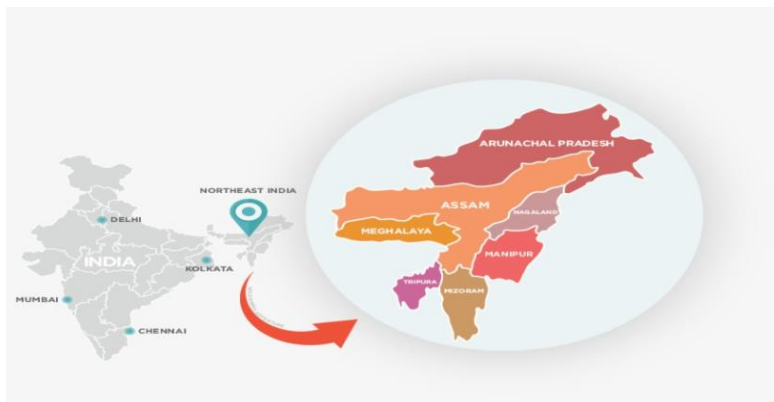 NORTHEAST INDIA
DELHI
INDIA
KOLKATA
MUMBAI
CHENNAI
ARUNACHAL PRADESH
ASSAM
NAGALAND
MEGHALAYA
MANIPUR
TRIPURA
MIZORAM